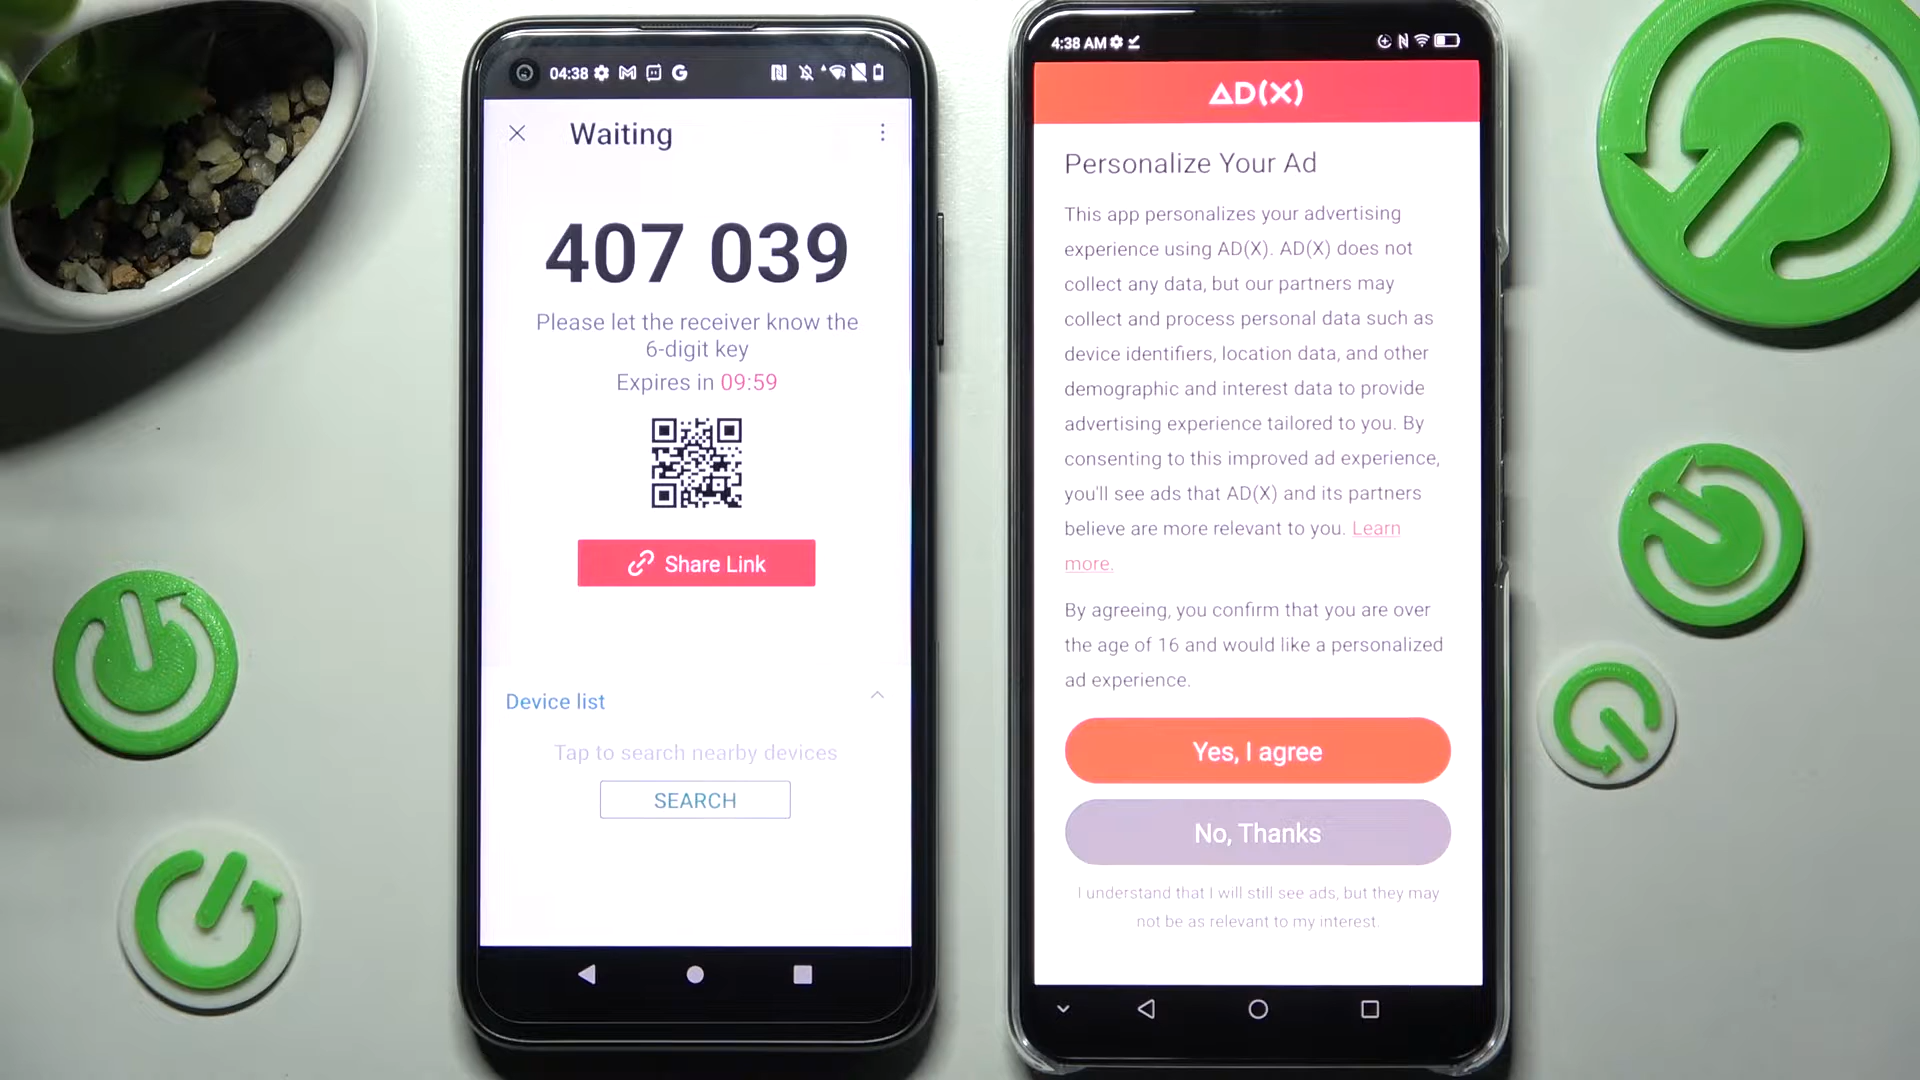 04:38
Waiting
407 039
Please let the receiver know the
6-digit key
Expires in 09:59
Share Link
Device list
Tap to search nearby devices
SEARCH
4:38 AM
AD(X)
Personalize Your Ad
This app personalizes your advertising
experience using AD(X). AD(X) does not
collect any data, but our partners may
collect and process personal data such as
device identifiers, location data, and other
demographic and interest data to provide
advertising experience tailored to you. By
consenting to this improved ad experience,
you'll see ads that AD(X) and its partners
believe are more relevant to you. Learn
more.
By agreeing, you confirm that you are over
the age of 16 and would like a personalized
ad experience.
Yes, I agree
No, Thanks
I understand that I will still see ads, but they may
not be as relevant to my interest.